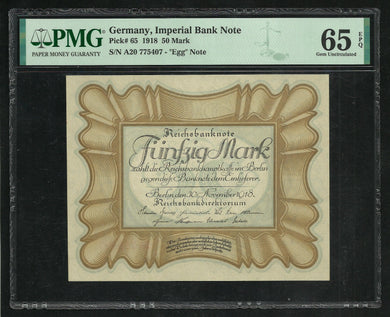 PMG
PAPER MONEY GUARANTY
Germany, Imperial Bank Note
Pick# 65 1918 50 Mark
S/N A20 775407 - "Egg" Note
65 EPQ
Gem Uncirculated
Reichsbanknote
Fünfzig Mark
zahlt die Reichsbankhauptkasse in Berlin
gegen diese Banknote dem Einlieferer.
Berlin, den 30. November 1918.
Reichsbankdirektorium